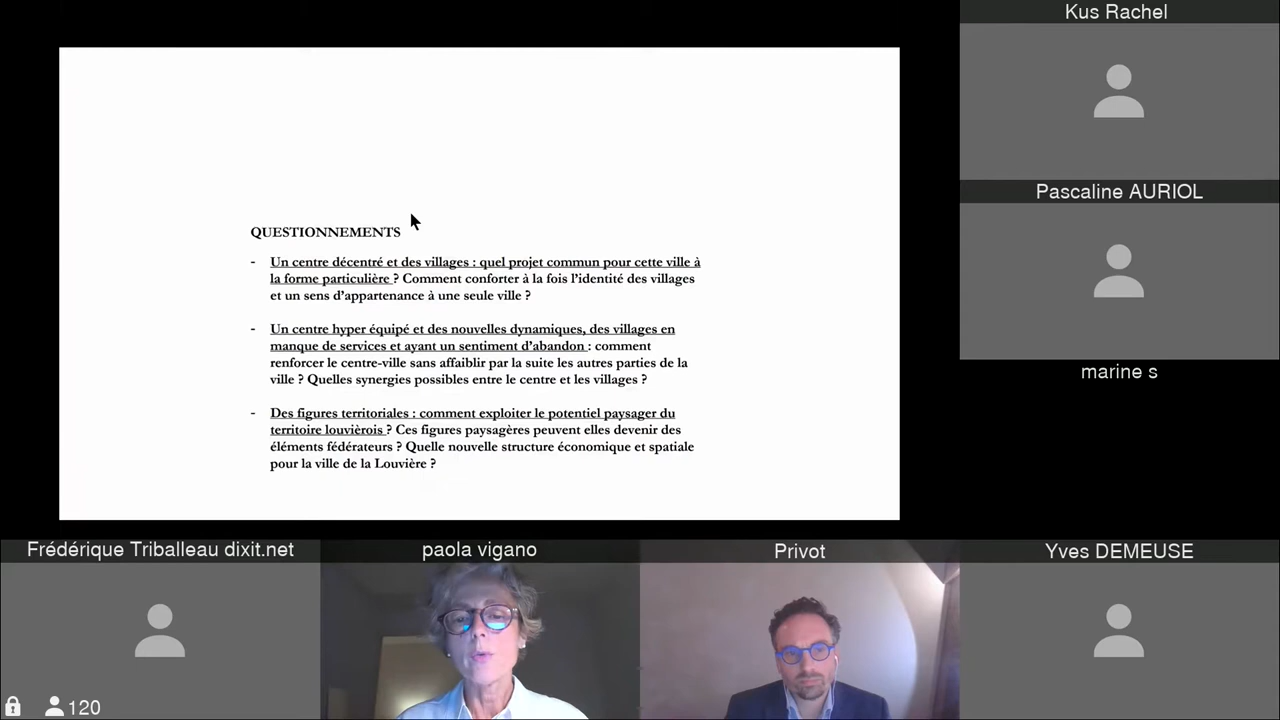 Kus Rachel
QUESTIONNEMENTS
- Un centre décentré et des villages : quel projet commun pour cette ville à
la forme particulière ? Comment conforter à la fois l’identité des villages
et un sens d’appartenance à une seule ville ?
- Un centre hyper équipé et des nouvelles dynamiques, des villages en
manque de services et ayant un sentiment d’abandon : comment
renforcer le centre-ville sans affaiblir par la suite les autres parties de la
ville ? Quelles synergies possibles entre le centre et les villages ?
- Des figures territoriales : comment exploiter le potentiel paysager du
territoire louvièrois ? Ces figures paysagères peuvent elles devenir des
éléments fédérateurs ? Quelle nouvelle structure économique et spatiale
pour la ville de la Louvière ?
Pascaline AURIOL
marine s
Frédérique Triballeau dixit.net
paola vigano
Privot
Yves DEMEUSE
120